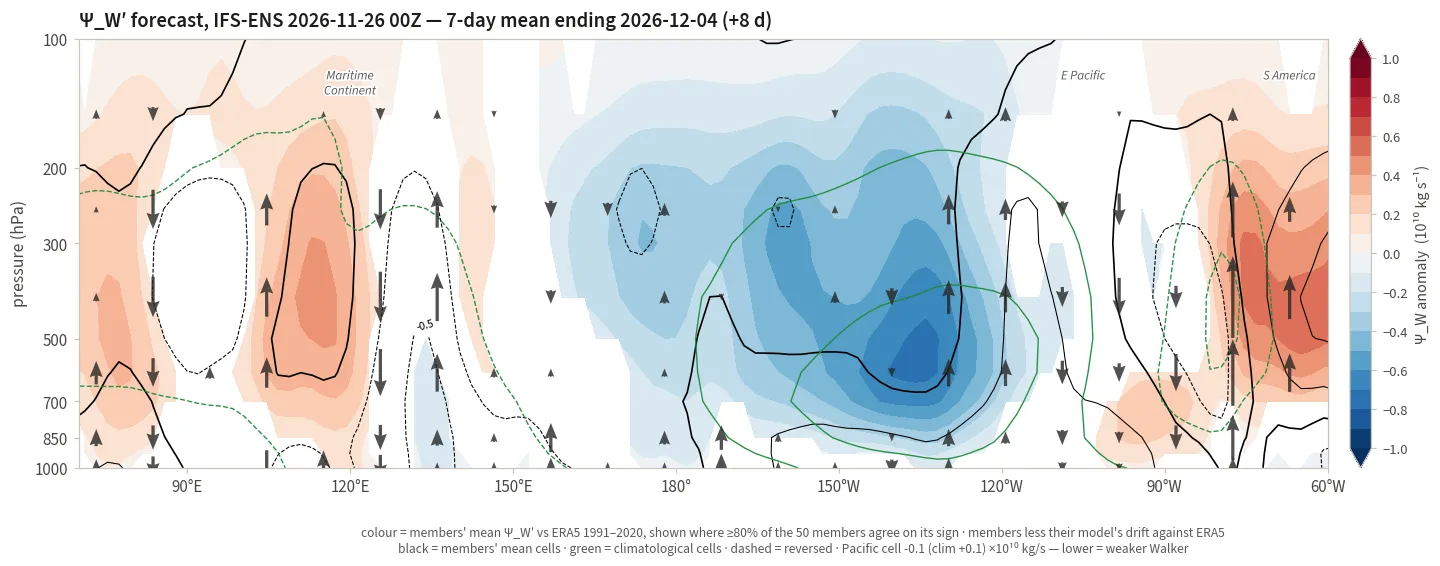 Ψ_W′ forecast, IFS-ENS 2026-11-26 00Z — 7-day mean ending 2026-12-04 (+8 d)
100
200
300
400
500
700
850
1000
pressure (hPa)
Maritime
Continent
E Pacific
S America
-0.5
90°E
120°E
150°E
180°
150°W
120°W
90°W
60°W
1.0
0.8
0.6
0.4
0.2
0.0
−0.2
−0.4
−0.6
−0.8
−1.0
Ψ_W anomaly (10¹⁰ kg s⁻¹)
colour = members' mean Ψ_W′ vs ERA5 1991–2020, shown where ≥80% of the 50 members agree on its sign · members less their model's drift against ERA5
black = members' mean cells · green = climatological cells · dashed = reversed · Pacific cell -0.1 (clim +0.1) ×10¹⁰ kg/s — lower = weaker Walker